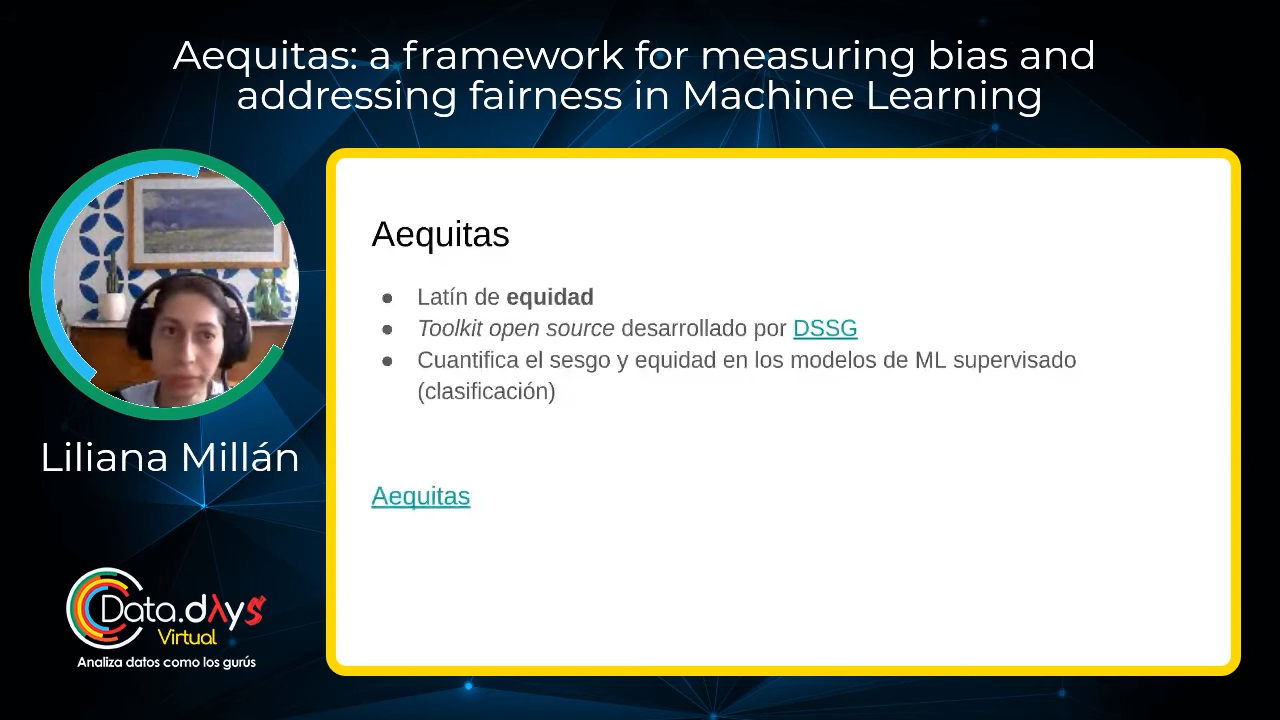 Aequitas: a framework for measuring bias and
addressing fairness in Machine Learning
Aequitas
● Latín de equidad
● Toolkit open source desarrollado por DSSG
● Cuantifica el sesgo y equidad en los modelos de ML supervisado
(clasificación)
Aequitas
Liliana Millán
Data.dλys
Virtual
Analiza datos como los gurús